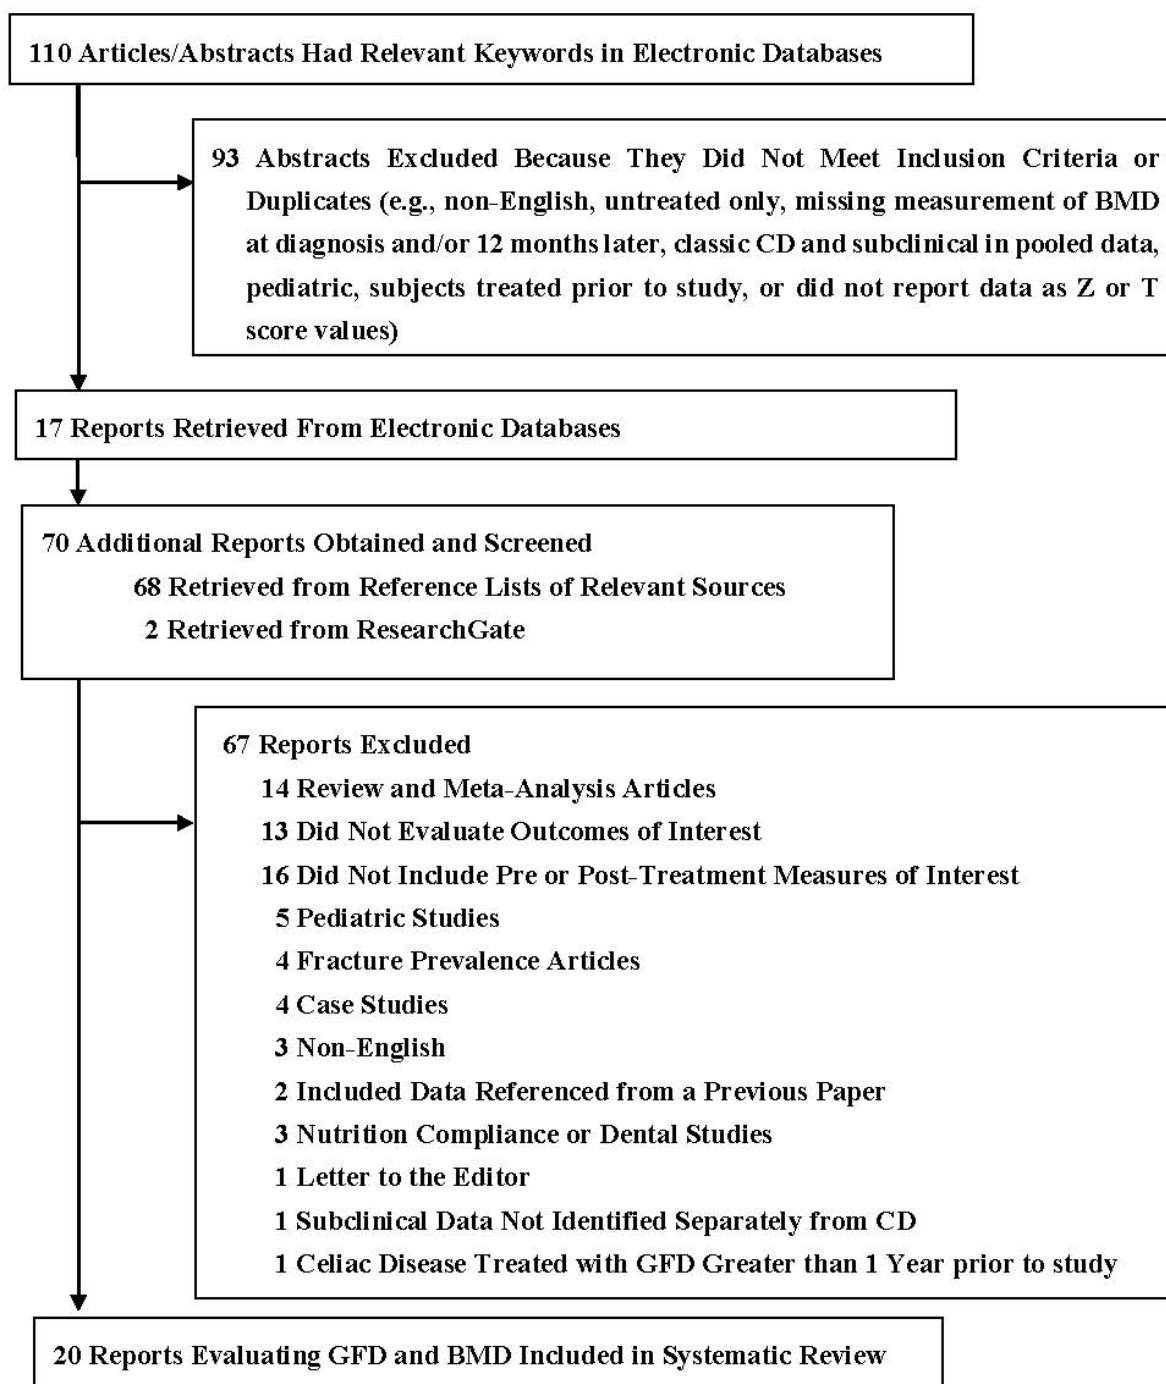 110 Articles/Abstracts Had Relevant Keywords in Electronic Databases
93 Abstracts Excluded Because They Did Not Meet Inclusion Criteria or
Duplicates (e.g., non-English, untreated only, missing measurement of BMD
at diagnosis and/or 12 months later, classic CD and subclinical in pooled data,
pediatric, subjects treated prior to study, or did not report data as Z or T
score values)
17 Reports Retrieved From Electronic Databases
70 Additional Reports Obtained and Screened
68 Retrieved from Reference Lists of Relevant Sources
2 Retrieved from ResearchGate
67 Reports Excluded
14 Review and Meta-Analysis Articles
13 Did Not Evaluate Outcomes of Interest
16 Did Not Include Pre or Post-Treatment Measures of Interest
5 Pediatric Studies
4 Fracture Prevalence Articles
4 Case Studies
3 Non-English
2 Included Data Referenced from a Previous Paper
3 Nutrition Compliance or Dental Studies
1 Letter to the Editor
1 Subclinical Data Not Identified Separately from CD
1 Celiac Disease Treated with GFD Greater than 1 Year prior to study
20 Reports Evaluating GFD and BMD Included in Systematic Review